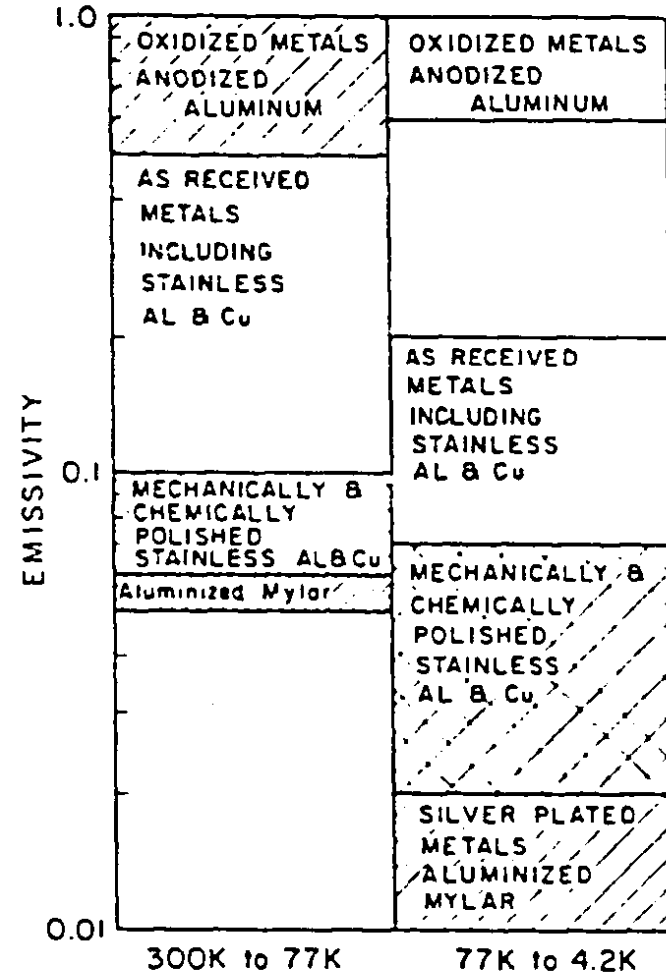 EMISSIVITY
1.0
0.1
0.01
OXIDIZED METALS
ANODIZED
ALUMINUM
AS RECEIVED
METALS
INCLUDING
STAINLESS
AL & Cu
MECHANICALLY &
CHEMICALLY
POLISHED
STAINLESS AL&Cu
Aluminized Mylar
300K to 77K
OXIDIZED METALS
ANODIZED
ALUMINUM
AS RECEIVED
METALS
INCLUDING
STAINLESS
AL & Cu
MECHANICALLY &
CHEMICALLY
POLISHED
STAINLESS
AL & Cu
SILVER PLATED
METALS
ALUMINIZED
MYLAR
77K to 4.2K